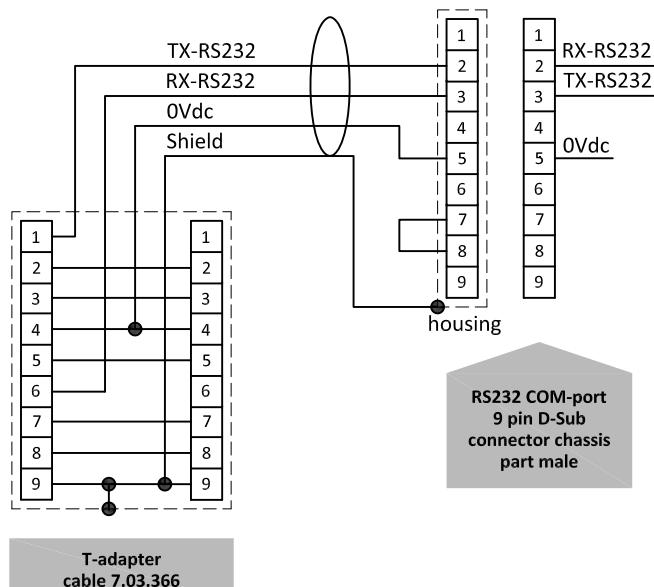 TX-RS232
RX-RS232
0Vdc
Shield
1
2
3
4
5
6
7
8
9
1
2
3
4
5
6
7
8
9
RX-RS232
TX-RS232
0Vdc
housing
1
2
3
4
5
6
7
8
9
1
2
3
4
5
6
7
8
9
RS232 COM-port
9 pin D-Sub
connector chassis
part male
T-adapter
cable 7.03.366